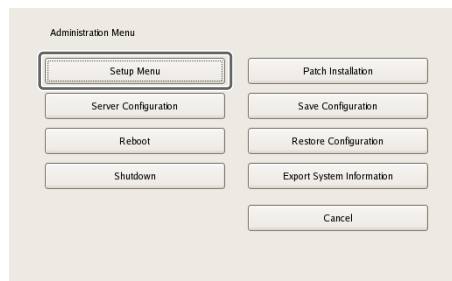 Administration Menu
Setup Menu
Patch Installation
Server Configuration
Save Configuration
Reboot
Restore Configuration
Shutdown
Export System Information
Cancel